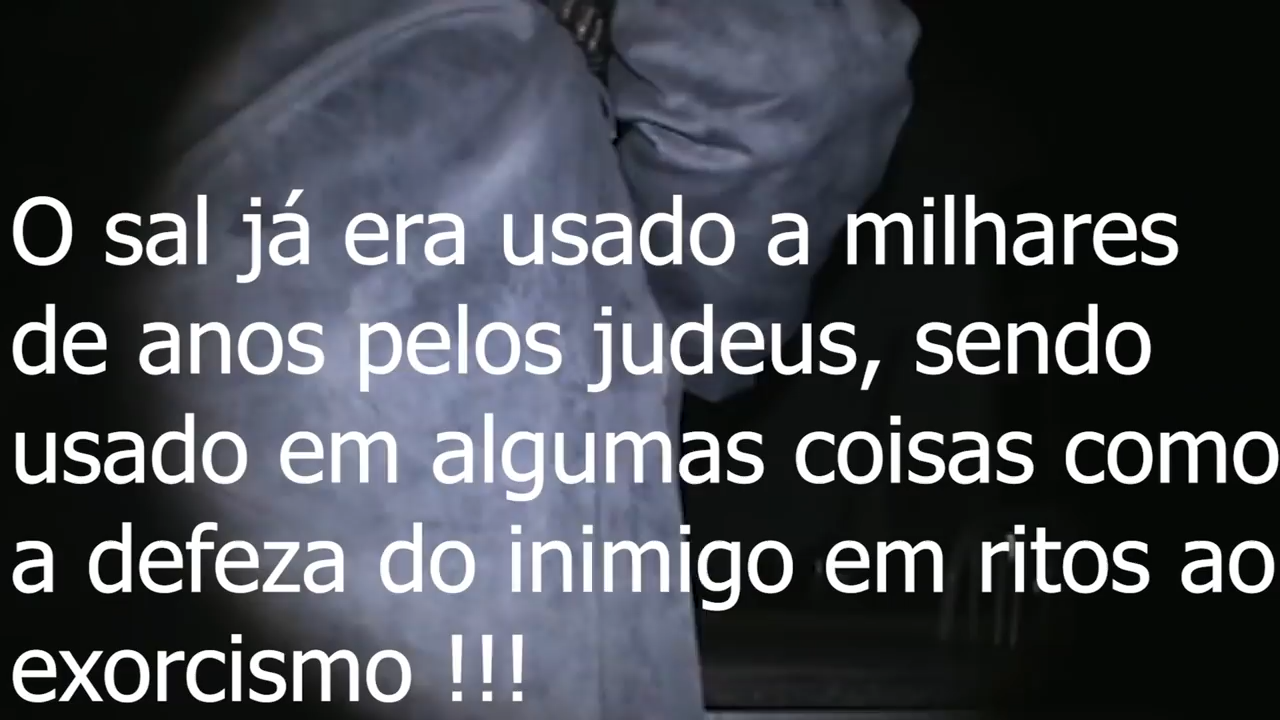 O sal já era usado a milhares
de anos pelos judeus, sendo
usado em algumas coisas como
a defeza do inimigo em ritos ao
exorcismo !!!